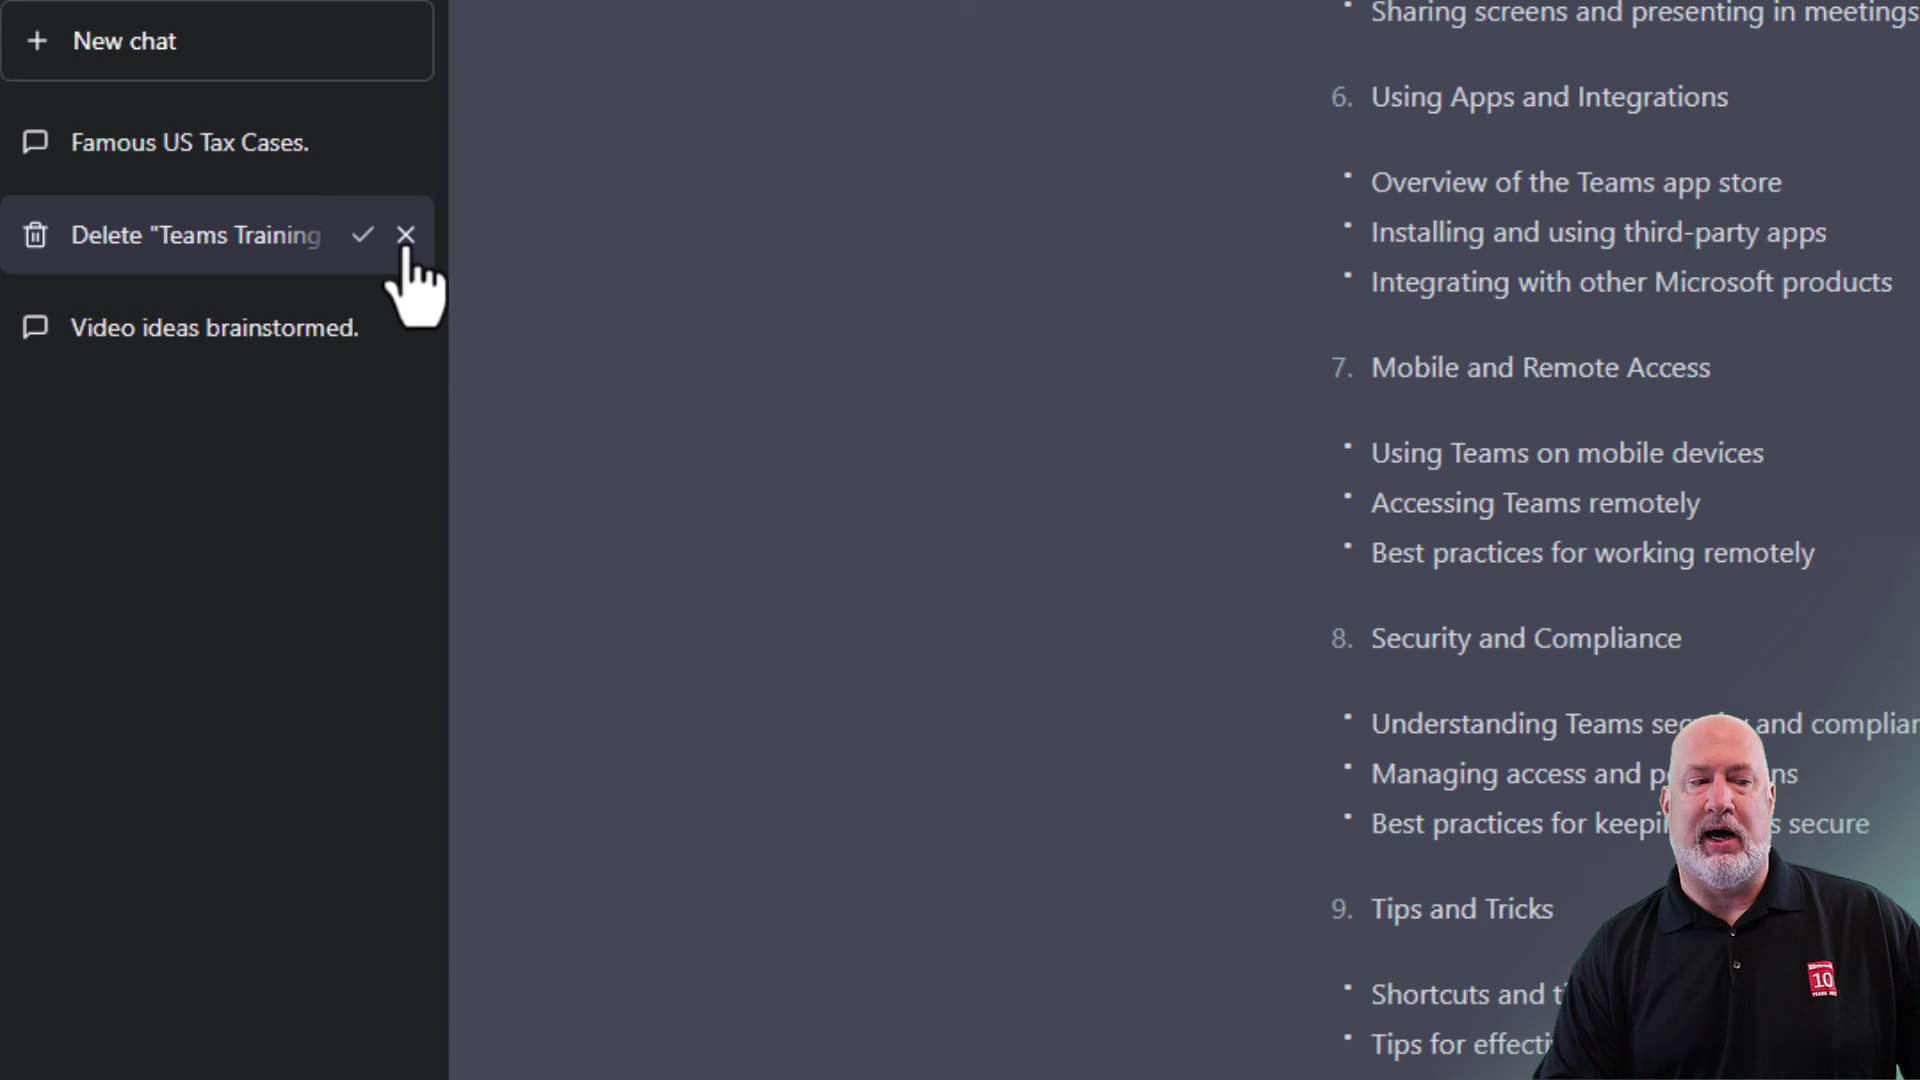 New chat
Famous US Tax Cases.
Delete "Teams Training
Video ideas brainstormed.
Sharing screens and presenting in meetings
6. Using Apps and Integrations
Overview of the Teams app store
Installing and using third-party apps
Integrating with other Microsoft products
7. Mobile and Remote Access
Using Teams on mobile devices
Accessing Teams remotely
Best practices for working remotely
8. Security and Compliance
Understanding Teams and
Managing access and
Best practices for secure
9. Tips and Tricks
Shortcuts and
Tips for
10